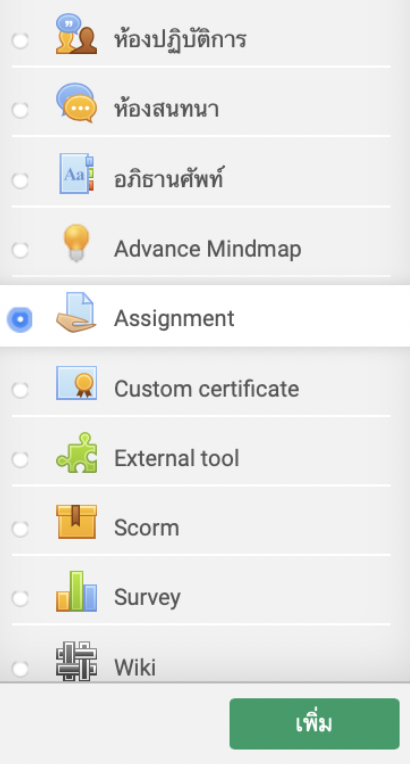 ห้องปฏิบัติการ
ห้องสนทนา
Aa
อภิธานศัพท์
Advance Mindmap
Assignment
Custom certificate
External tool
Scorm
Survey
Wiki
เพิ่ม